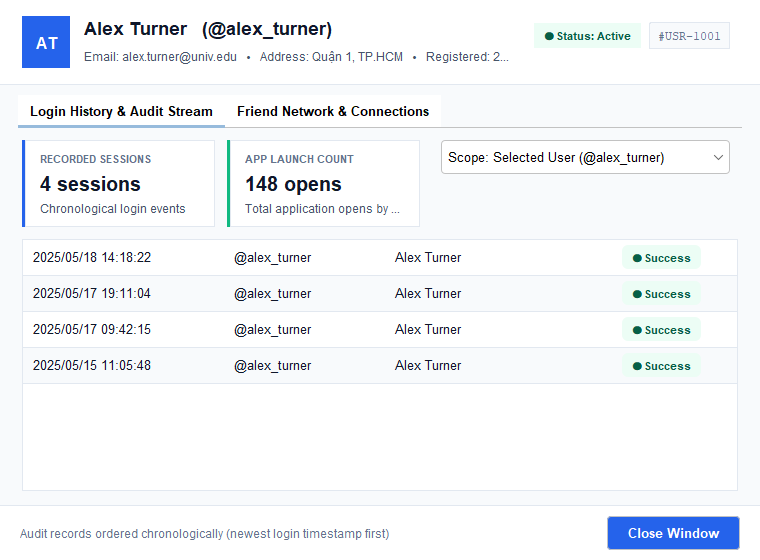 AT
Alex Turner (@alex_turner)
Email: alex.turner@univ.edu • Address: Quận 1, TP.HCM • Registered: 2...
Status: Active
#USR-1001
Login History & Audit Stream
Friend Network & Connections
RECORDED SESSIONS
4 sessions
Chronological login events
APP LAUNCH COUNT
148 opens
Total application opens by ...
Scope: Selected User (@alex_turner)
2025/05/18 14:18:22 @alex_turner Alex Turner Success
2025/05/17 19:11:04 @alex_turner Alex Turner Success
2025/05/17 09:42:15 @alex_turner Alex Turner Success
2025/05/15 11:05:48 @alex_turner Alex Turner Success
Audit records ordered chronologically (newest login timestamp first)
Close Window